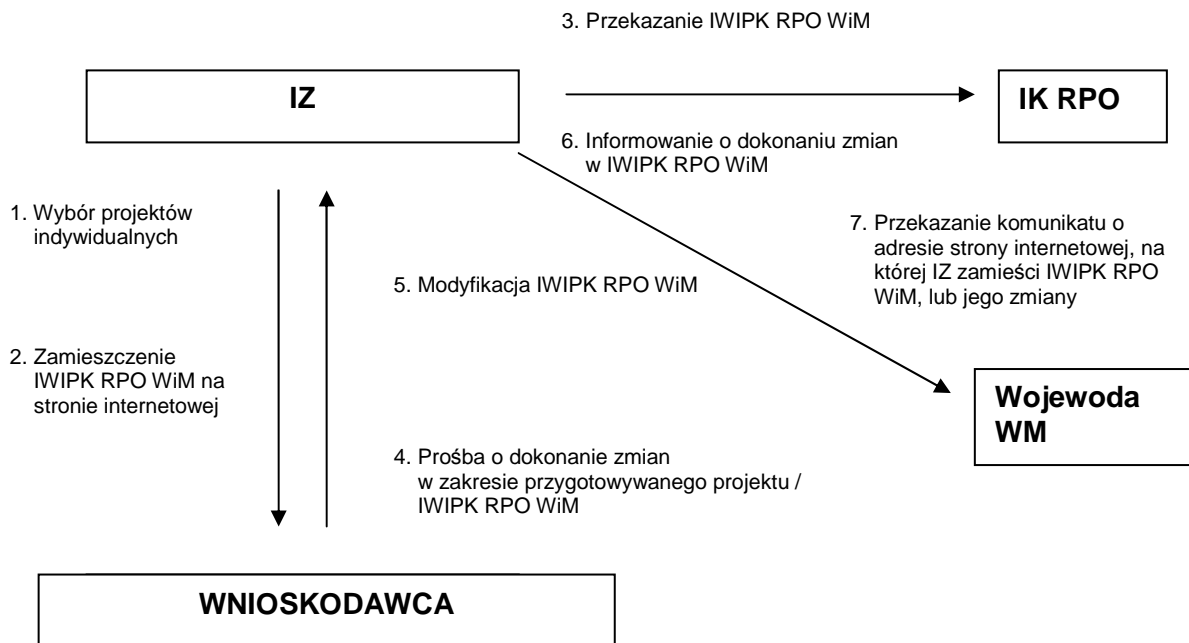 3. Przekazanie IWIPK RPO WiM
IZ
IK RPO
6. Informowanie o dokonaniu zmian
w IWIPK RPO WiM
1. Wybór projektów
indywidualnych
7. Przekazanie komunikatu o
adresie strony internetowej, na
której IZ zamieści IWIPK RPO
WiM, lub jego zmiany
5. Modyfikacja IWIPK RPO WiM
2. Zamieszczenie
IWIPK RPO WiM na
stronie internetowej
Wojewoda
WM
4. Prośba o dokonanie zmian
w zakresie przygotowywanego projektu /
IWIPK RPO WiM
WNIOSKODAWCA